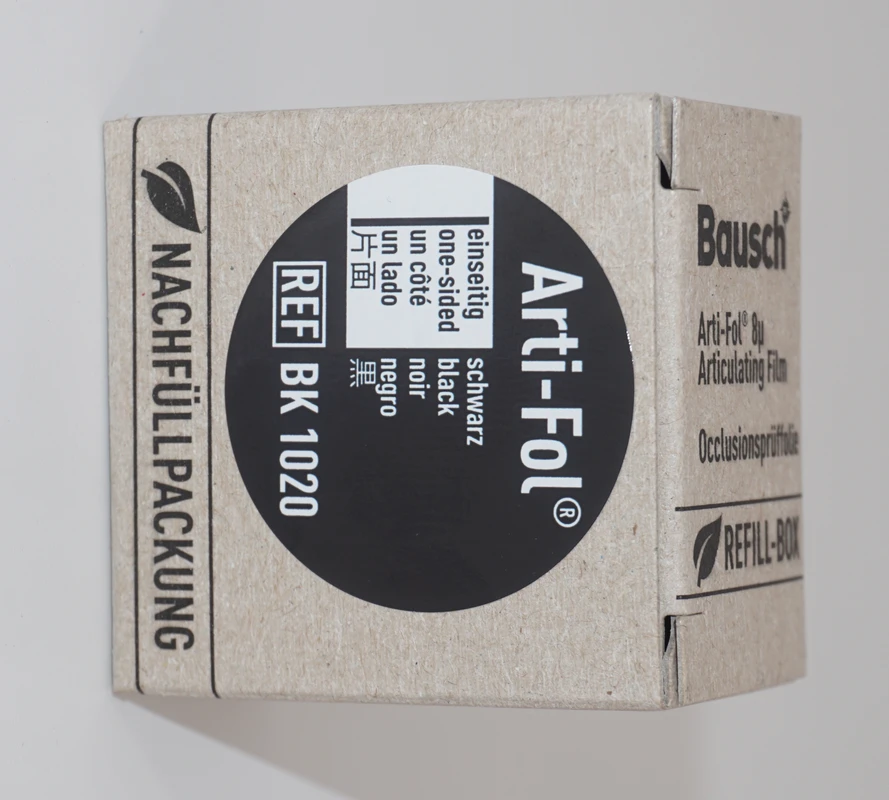 Arti-Fol®
einseitig schwarz
one-sided black
un côté noir
un lado negro
片面 黒
REF BK 1020
NACHFÜLLPACKUNG
Bausch
Arti-Fol® 8µ
Articulating Film
Occlusionsprüffolie
REFILL-BOX